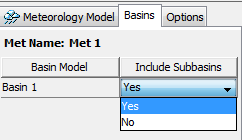 Meteorology Model Basins Options
Met Name: Met 1
Basin Model Include Subbasins
Basin 1 Yes
Yes
No